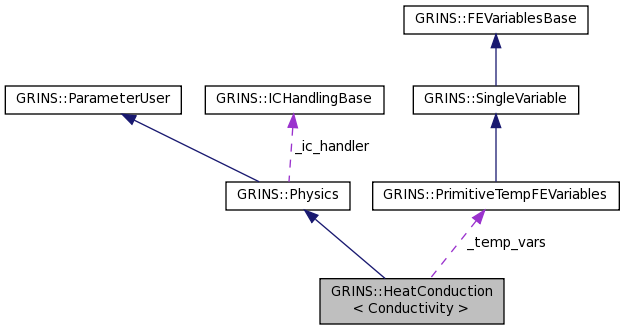 GRINS::FEVariablesBase
GRINS::ParameterUser
GRINS::ICHandlingBase
GRINS::SingleVariable
_ic_handler
GRINS::Physics
GRINS::PrimitiveTempFEVariables
_temp_vars
GRINS::HeatConduction
< Conductivity >